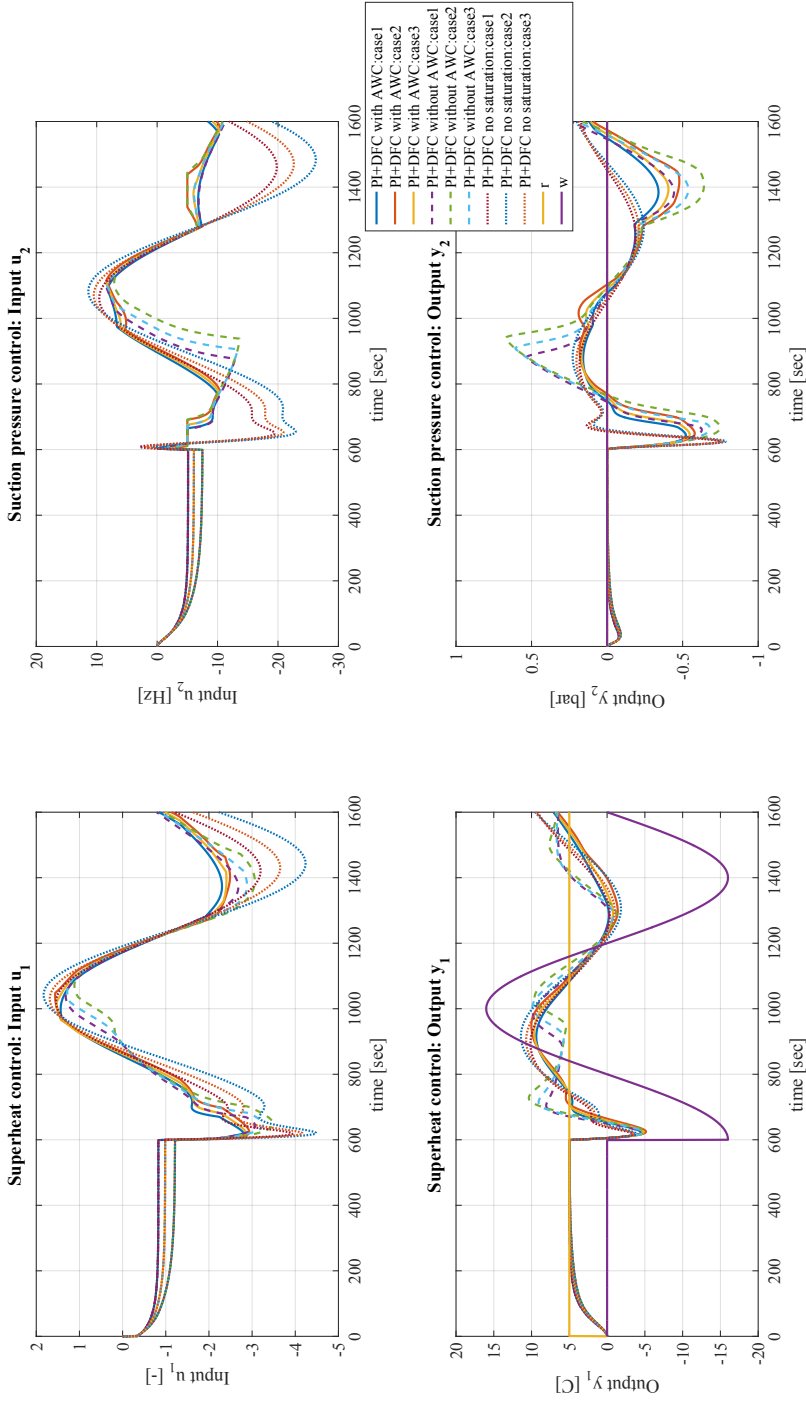 Superheat control: Input u₁
2
1
0
-1
-2
-3
-4
-5
Input u₁ [-]
0 200 400 600 800 1000 1200 1400 1600
time [sec]
Suction pressure control: Input u₂
20
10
0
-10
-20
-30
Input u₂ [Hz]
0 200 400 600 800 1000 1200 1400 1600
time [sec]
Superheat control: Output y₁
20
15
10
5
0
-5
-10
-15
-20
Output y₁ [C]
0 200 400 600 800 1000 1200 1400 1600
time [sec]
Suction pressure control: Output y₂
1
0.5
0
-0.5
-1
Output y₂ [bar]
0 200 400 600 800 1000 1200 1400 1600
time [sec]
PI+DFC with AWC:case1
PI+DFC with AWC:case2
PI+DFC with AWC:case3
PI+DFC without AWC:case1
PI+DFC without AWC:case2
PI+DFC without AWC:case3
PI+DFC no saturation:case1
PI+DFC no saturation:case2
PI+DFC no saturation:case3
r
w